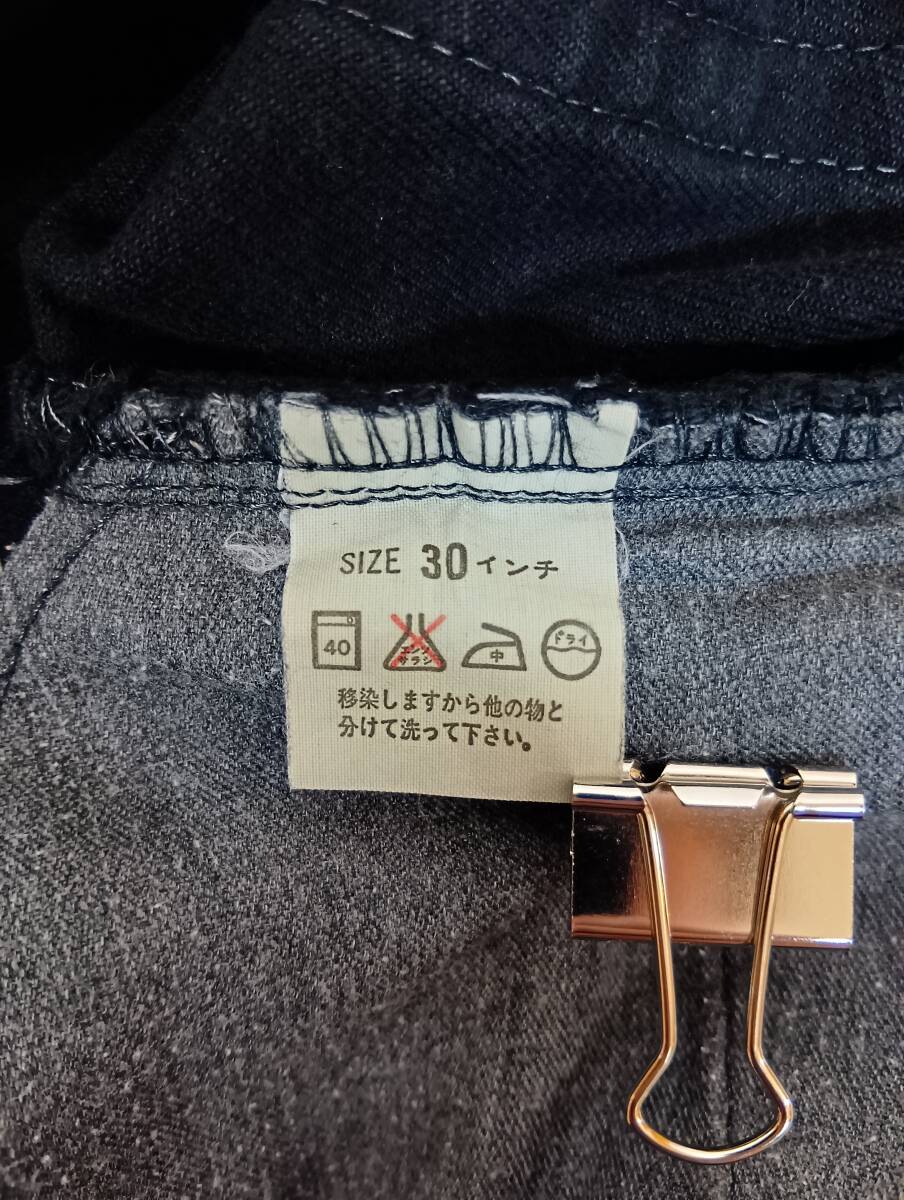 SIZE 30インチ
40 エンソサラシ 中 ドライ
移染しますから他の物と
分けて洗って下さい。